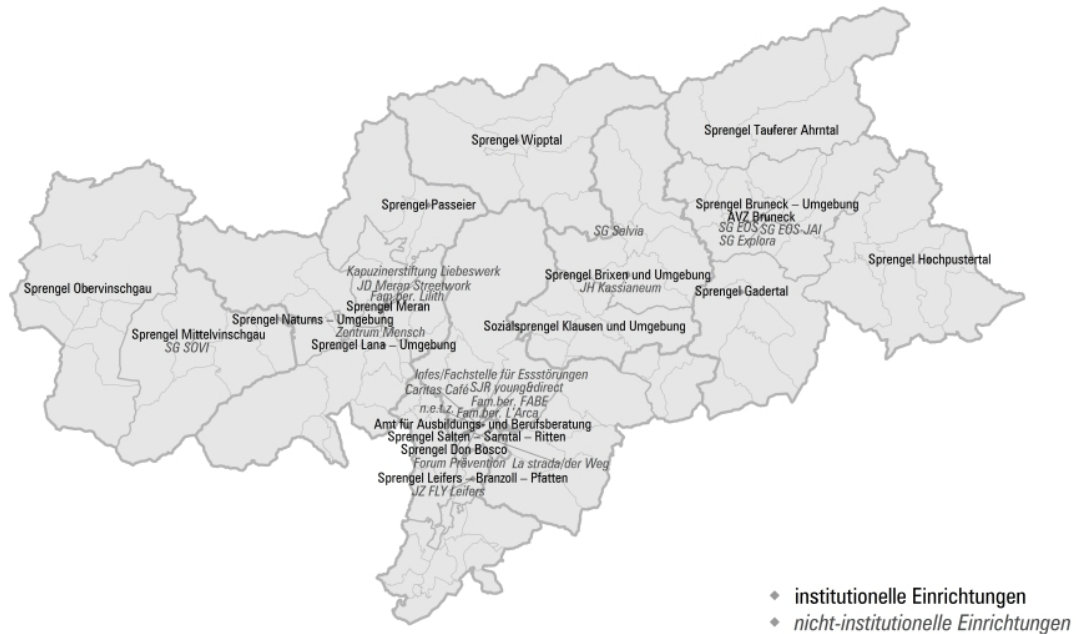 Sprengel Tauferer Ahrntal
Sprengel Wipptal
Sprengel Passeier
Sprengel Bruneck – Umgebung
AVZ Bruneck
SG EOS SG EOS-JAI
SG Explora
SG Selvia
Sprengel Hochpustertal
Kapuzinerstiftung Liebeswerk
JD Meran Streetwork
Fam.ber. Lilith
Sprengel Meran
Sprengel Brixen und Umgebung
JH Kassianeum
Sprengel Gadertal
Sprengel Obervinschgau
Sprengel Naturns – Umgebung
Zentrum Mensch
Sprengel Mittelvinschgau
SG SOVI
Sprengel Lana – Umgebung
Sozialsprengel Klausen und Umgebung
Infes/Fachstelle für Essstörungen
Caritas Café SJR young&direct
Fam.ber. FABE
n.e.t.z. Fam.ber. L'Arca
Amt für Ausbildungs- und Berufsberatung
Sprengel Salten – Sarntal – Ritten
Sprengel Don Bosco
Forum Prävention La strada/der Weg
Sprengel Leifers – Branzoll – Pfatten
JZ FLY Leifers
institutionelle Einrichtungen
nicht-institutionelle Einrichtungen